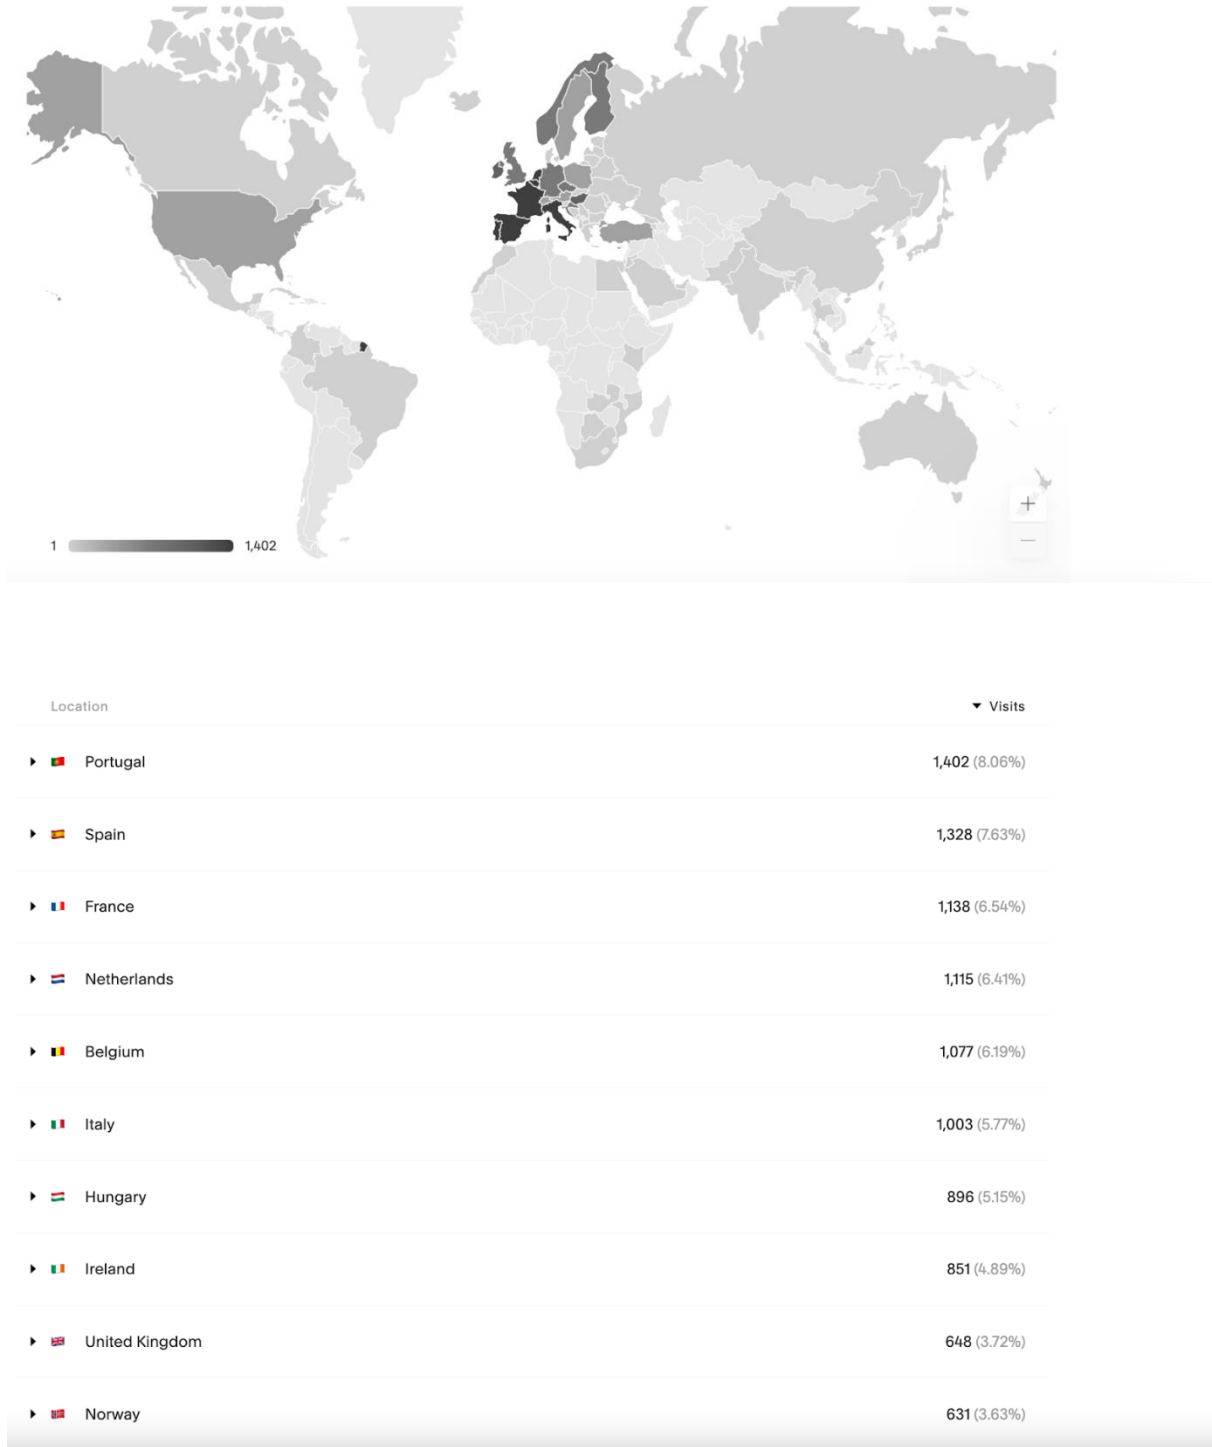 1 1,402
+
−
Location ▼ Visits
Portugal 1,402 (8.06%)
Spain 1,328 (7.63%)
France 1,138 (6.54%)
Netherlands 1,115 (6.41%)
Belgium 1,077 (6.19%)
Italy 1,003 (5.77%)
Hungary 896 (5.15%)
Ireland 851 (4.89%)
United Kingdom 648 (3.72%)
Norway 631 (3.63%)